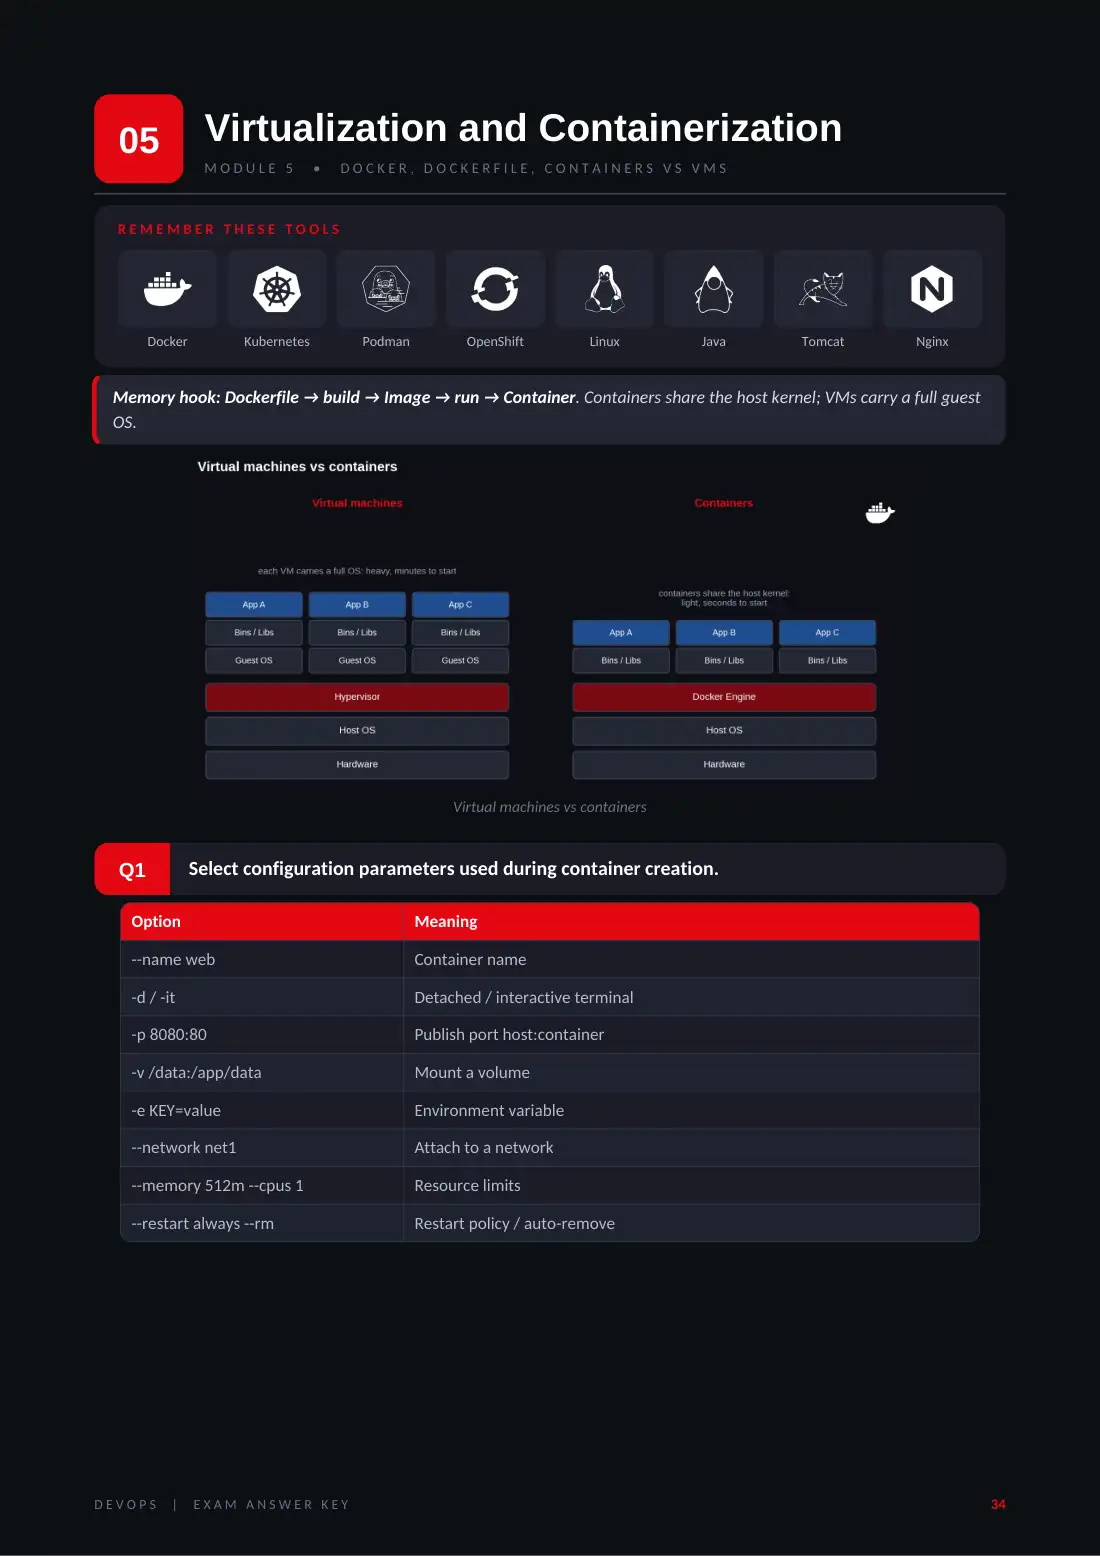 05
Virtualization and Containerization
MODULE 5 • DOCKER, DOCKERFILE, CONTAINERS VS VMS
REMEMBER THESE TOOLS
Docker Kubernetes Podman OpenShift Linux Java Tomcat Nginx
Memory hook: Dockerfile → build → Image → run → Container. Containers share the host kernel; VMs carry a full guest
OS.
Virtual machines vs containers
Virtual machines
each VM carries a full OS: heavy, minutes to start
App A App B App C
Bins / Libs Bins / Libs Bins / Libs
Guest OS Guest OS Guest OS
Hypervisor
Host OS
Hardware
Containers
containers share the host kernel:
light, seconds to start
App A App B App C
Bins / Libs Bins / Libs Bins / Libs
Docker Engine
Host OS
Hardware
Virtual machines vs containers
Q1 Select configuration parameters used during container creation.
Option Meaning
--name web Container name
-d / -it Detached / interactive terminal
-p 8080:80 Publish port host:container
-v /data:/app/data Mount a volume
-e KEY=value Environment variable
--network net1 Attach to a network
--memory 512m --cpus 1 Resource limits
--restart always --rm Restart policy / auto-remove
DEVOPS | EXAM ANSWER KEY 34